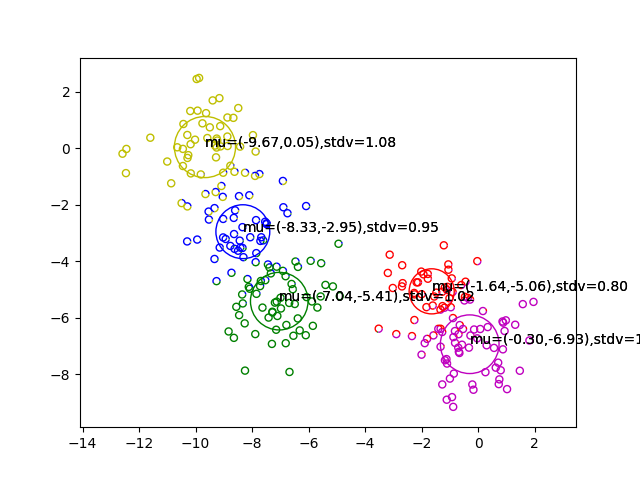 2
0
−2
−4
−6
−8
mu=(-9.67,0.05),stdv=1.08
mu=(-8.33,-2.95),stdv=0.95
mu=(-7.04,-5.41),stdv=1.02
mu=(-1.64,-5.06),stdv=0.80
mu=(-0.30,-6.93),stdv=1
−14 −12 −10 −8 −6 −4 −2 0 2